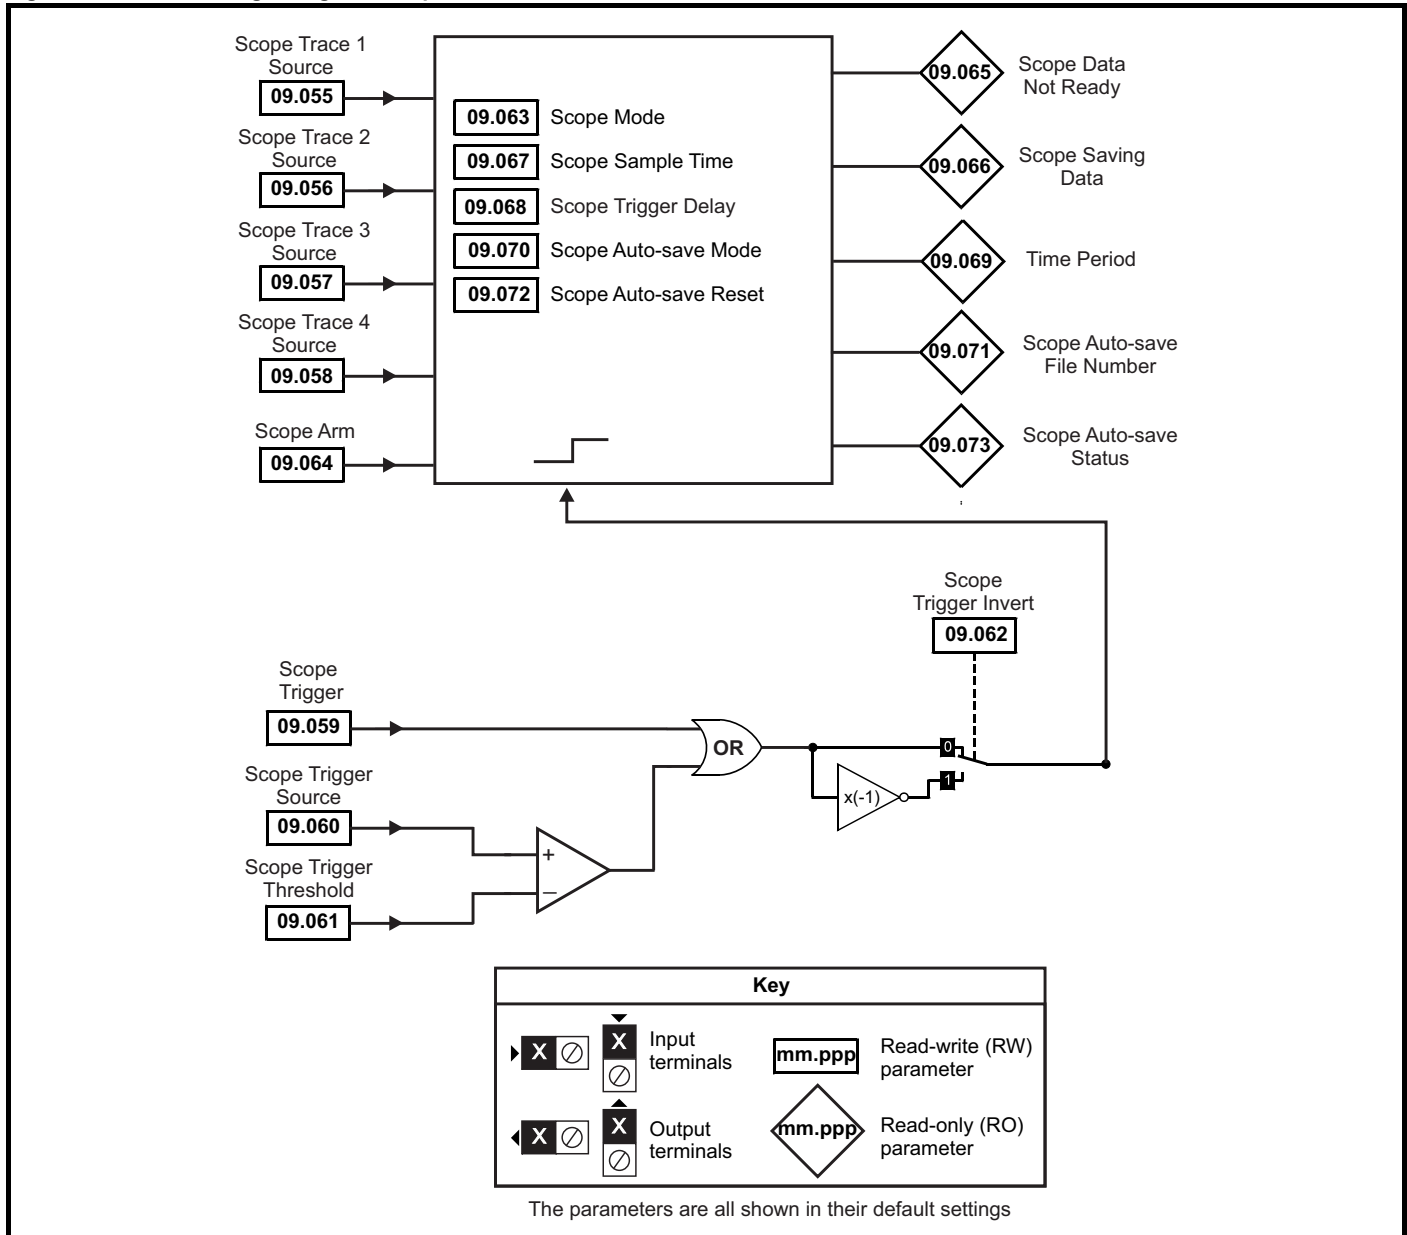 Scope Trace 1
Source
09.055
Scope Trace 2
Source
09.056
Scope Trace 3
Source
09.057
Scope Trace 4
Source
09.058
Scope Arm
09.064
09.063 Scope Mode
09.067 Scope Sample Time
09.068 Scope Trigger Delay
09.070 Scope Auto-save Mode
09.072 Scope Auto-save Reset
09.065 Scope Data
Not Ready
09.066 Scope Saving
Data
09.069 Time Period
09.071 Scope Auto-save
File Number
09.073 Scope Auto-save
Status
Scope
Trigger Invert
09.062
Scope
Trigger
09.059
Scope Trigger
Source
09.060
Scope Trigger
Threshold
09.061
+
−
OR
x(-1)
0
1
Key
X
X
Input
terminals
mm.ppp
Read-write (RW)
parameter
X
X
Output
terminals
mm.ppp
Read-only (RO)
parameter
The parameters are all shown in their default settings